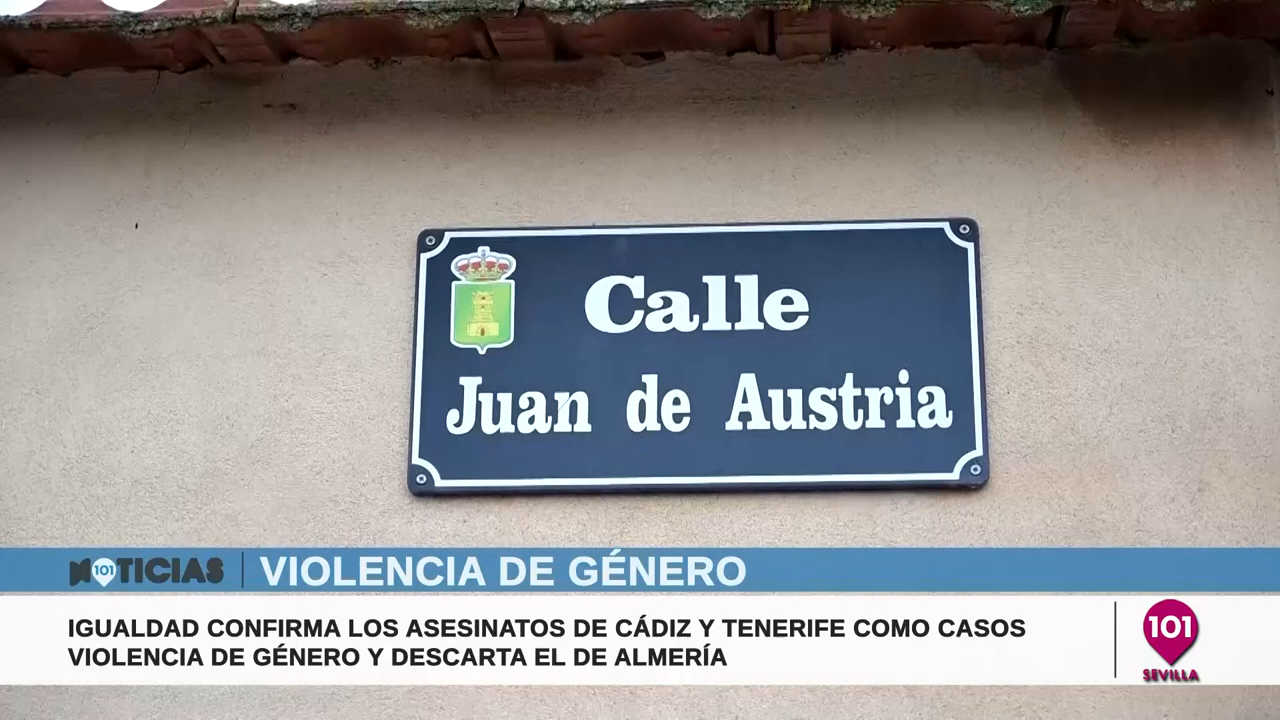 Calle
Juan de Austria
NOTICIAS 101
VIOLENCIA DE GÉNERO
IGUALDAD CONFIRMA LOS ASESINATOS DE CÁDIZ Y TENERIFE COMO CASOS
VIOLENCIA DE GÉNERO Y DESCARTA EL DE ALMERÍA
101
SEVILLA